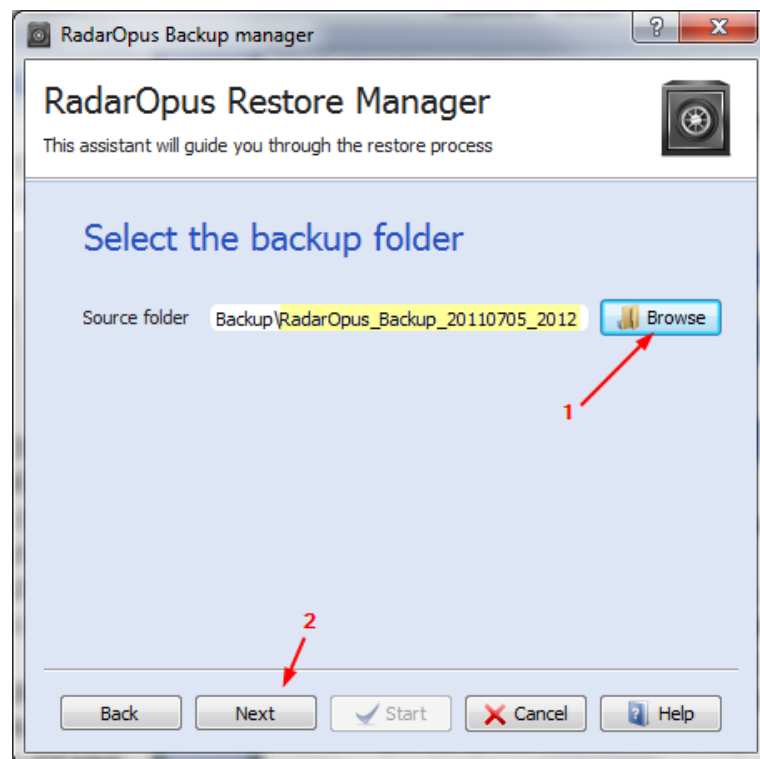 RadarOpus Backup manager
? X
RadarOpus Restore Manager
This assistant will guide you through the restore process
Select the backup folder
Source folder Backup\RadarOpus_Backup_20110705_2012 Browse
1
2
Back Next Start Cancel Help